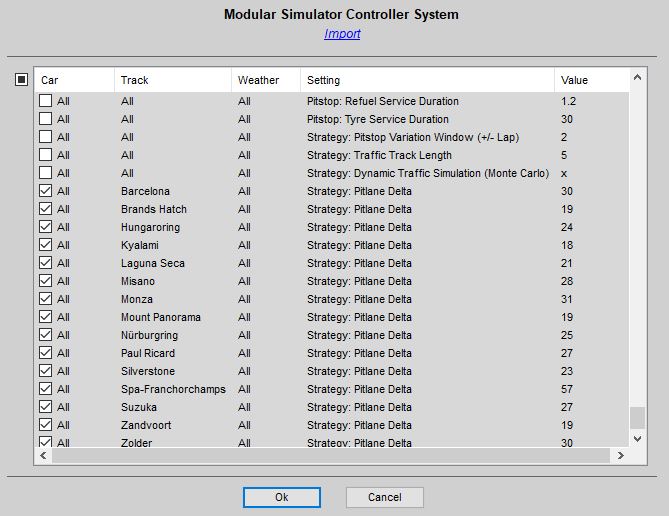 Modular Simulator Controller System
Import
Car Track Weather Setting Value
All All All Pitstop: Refuel Service Duration 1.2
All All All Pitstop: Tyre Service Duration 30
All All All Strategy: Pitstop Variation Window (+/- Lap) 2
All All All Strategy: Traffic Track Length 5
All All All Strategy: Dynamic Traffic Simulation (Monte Carlo) x
All Barcelona All Strategy: Pitlane Delta 30
All Brands Hatch All Strategy: Pitlane Delta 19
All Hungaroring All Strategy: Pitlane Delta 24
All Kyalami All Strategy: Pitlane Delta 18
All Laguna Seca All Strategy: Pitlane Delta 21
All Misano All Strategy: Pitlane Delta 28
All Monza All Strategy: Pitlane Delta 31
All Mount Panorama All Strategy: Pitlane Delta 19
All Nürburgring All Strategy: Pitlane Delta 25
All Paul Ricard All Strategy: Pitlane Delta 27
All Silverstone All Strategy: Pitlane Delta 23
All Spa-Franchorchamps All Strategy: Pitlane Delta 57
All Suzuka All Strategy: Pitlane Delta 27
All Zandvoort All Strategy: Pitlane Delta 19
All Zolder All Strategy: Pitlane Delta 30
Ok Cancel